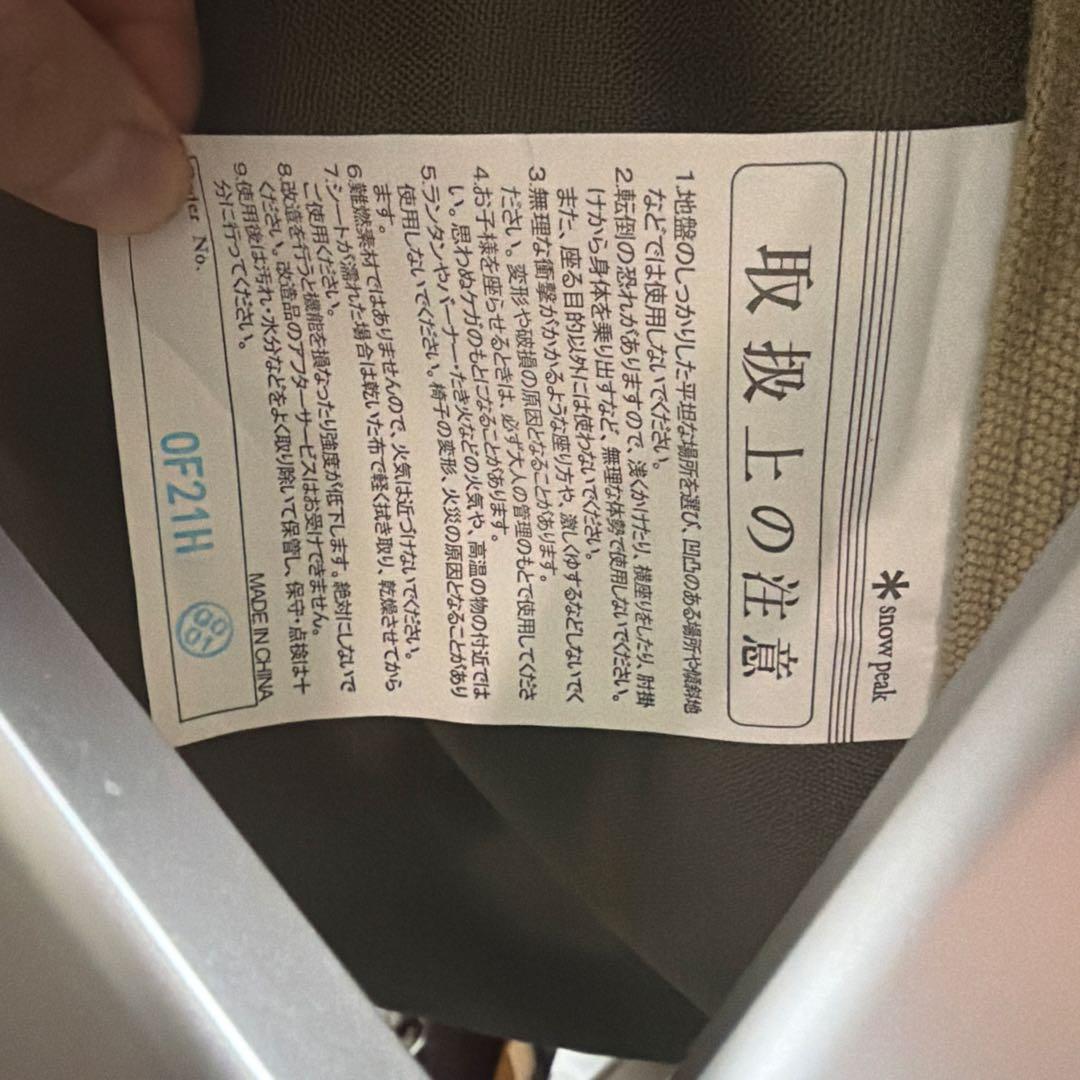 snow peak
取扱上の注意
1.地盤のしっかりした平坦な場所を選び、凹凸のある場所や傾斜地
などでは使用しないでください。
2.転倒の恐れがありますので、浅くかけたり、横座りをしたり、肘掛
けから身体を乗り出すなど、無理な体勢で使用しないでください。
また、座る目的以外には使わないでください。
3.無理な衝撃がかかるような座り方や、激しくゆするなどしないでく
ださい。変形や破損の原因となることがあります。
4.お子様を座らせるときは、必ず大人の管理のもとで使用してくださ
い。思わぬケガのもとになることがあります。
5.ランタンやバーナー・たき火などの火気や、高温の物の付近では
使用しないでください。椅子の変形、火災の原因となることがあり
ます。
6.難燃素材ではありませんので、火気は近づけないでください。
7.シートが濡れた場合は乾いた布で軽く拭き取り、乾燥させてから
ご使用ください。
8.改造を行うと機能を損なったり強度が低下します。絶対にしないで
ください。改造品のアフターサービスはお受けできません。
9.使用後は汚れ・水分などをよく取り除いて保管し、保守・点検は十
分に行ってください。
MADE IN CHINA
No.
0F21H